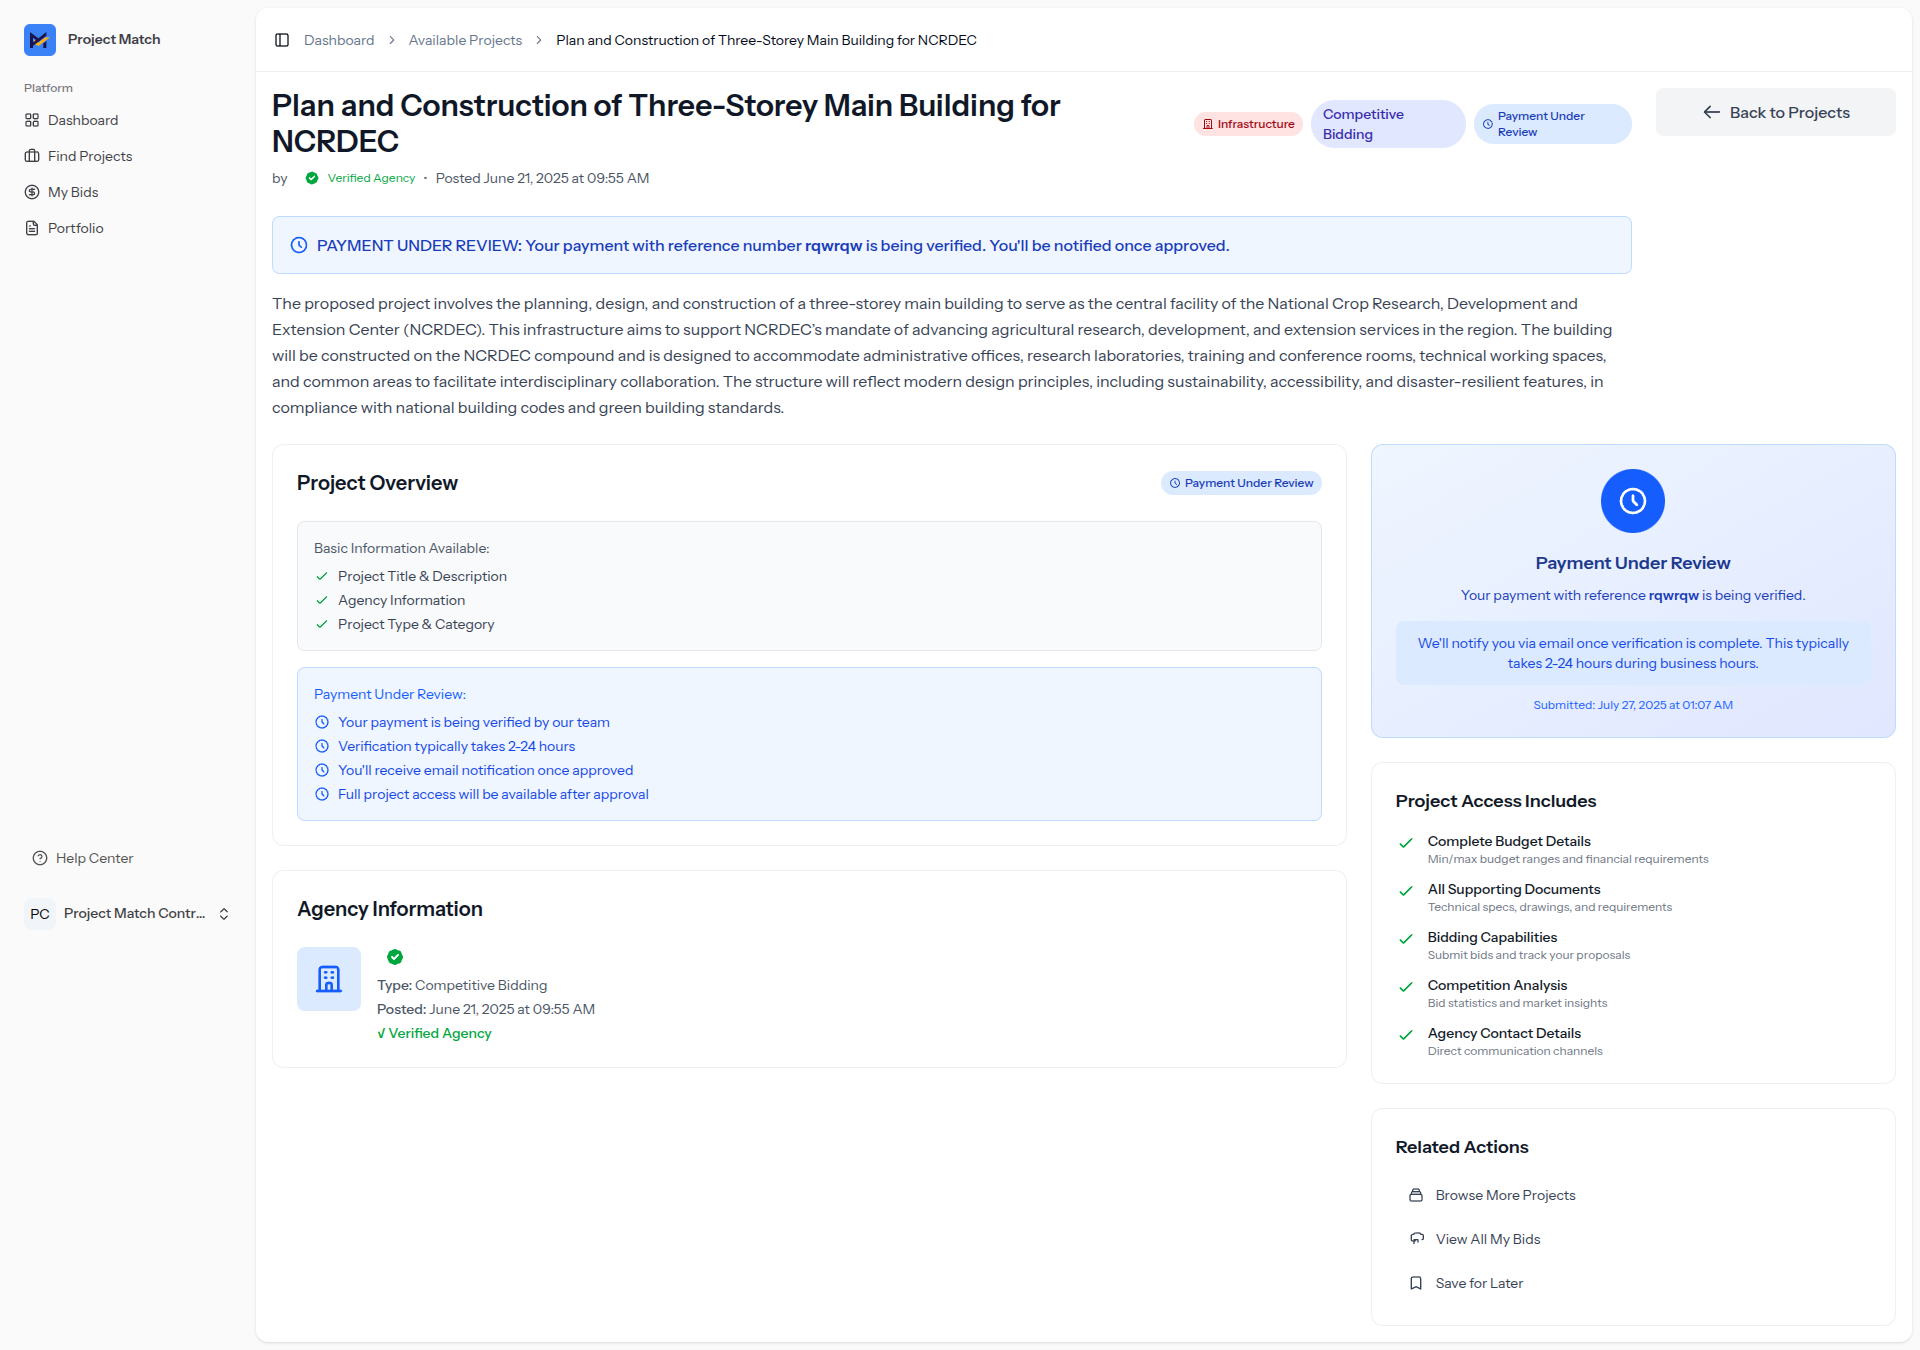 Project Match
Platform
Dashboard
Find Projects
My Bids
Portfolio
Help Center
PC
Project Match Contr...
Dashboard
Available Projects
Plan and Construction of Three-Storey Main Building for NCRDEC
Plan and Construction of Three-Storey Main Building for
NCRDEC
Infrastructure
Competitive
Bidding
Payment Under
Review
Back to Projects
by
Verified Agency • Posted June 21, 2025 at 09:55 AM
PAYMENT UNDER REVIEW: Your payment with reference number rqwrqw is being verified. You'll be notified once approved.
The proposed project involves the planning, design, and construction of a three-storey main building to serve as the central facility of the National Crop Research, Development and
Extension Center (NCRDEC). This infrastructure aims to support NCRDEC’s mandate of advancing agricultural research, development, and extension services in the region. The building
will be constructed on the NCRDEC compound and is designed to accommodate administrative offices, research laboratories, training and conference rooms, technical working spaces,
and common areas to facilitate interdisciplinary collaboration. The structure will reflect modern design principles, including sustainability, accessibility, and disaster-resilient features, in
compliance with national building codes and green building standards.
Project Overview
Payment Under Review
Basic Information Available:
Project Title & Description
Agency Information
Project Type & Category
Payment Under Review:
Your payment is being verified by our team
Verification typically takes 2-24 hours
You'll receive email notification once approved
Full project access will be available after approval
Agency Information
Type: Competitive Bidding
Posted: June 21, 2025 at 09:55 AM
√ Verified Agency
Payment Under Review
Your payment with reference rqwrqw is being verified.
We'll notify you via email once verification is complete. This typically
takes 2-24 hours during business hours.
Submitted: July 27, 2025 at 01:07 AM
Project Access Includes
Complete Budget Details
Min/max budget ranges and financial requirements
All Supporting Documents
Technical specs, drawings, and requirements
Bidding Capabilities
Submit bids and track your proposals
Competition Analysis
Bid statistics and market insights
Agency Contact Details
Direct communication channels
Related Actions
Browse More Projects
View All My Bids
Save for Later